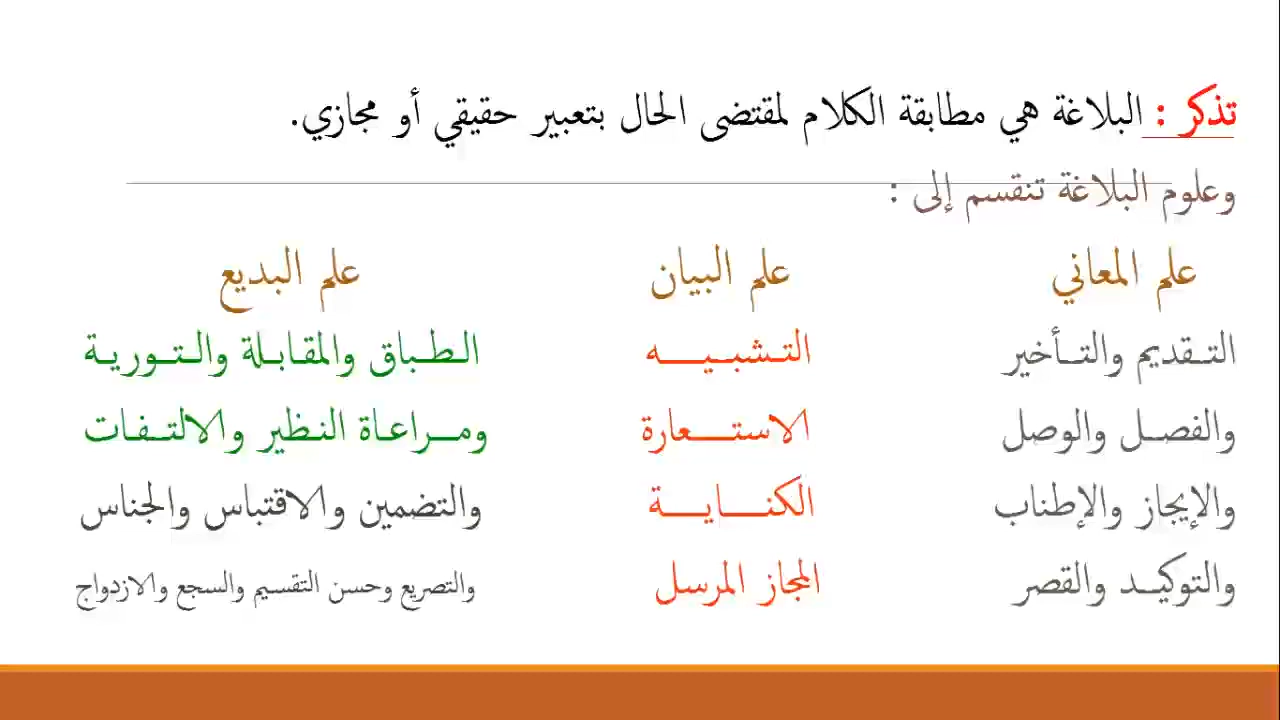 تذكر : البلاغة هي مطابقة الكلام لمقتضى الحال بتعبير حقيقي أو مجازي.
وعلوم البلاغة تنقسم إلى :
علم المعاني علم البيان علم البديع
التقديم والتأخير التشبيه الطباق والمقابلة والتورية
والفصل والوصل الاستعارة ومراعاة النظير والالتفات
والإيجاز والإطناب الكناية والتضمين والاقتباس والجناس
والتوكيد والقصر المجاز المرسل والتصريع وحسن التقسيم والسجع والازدواج